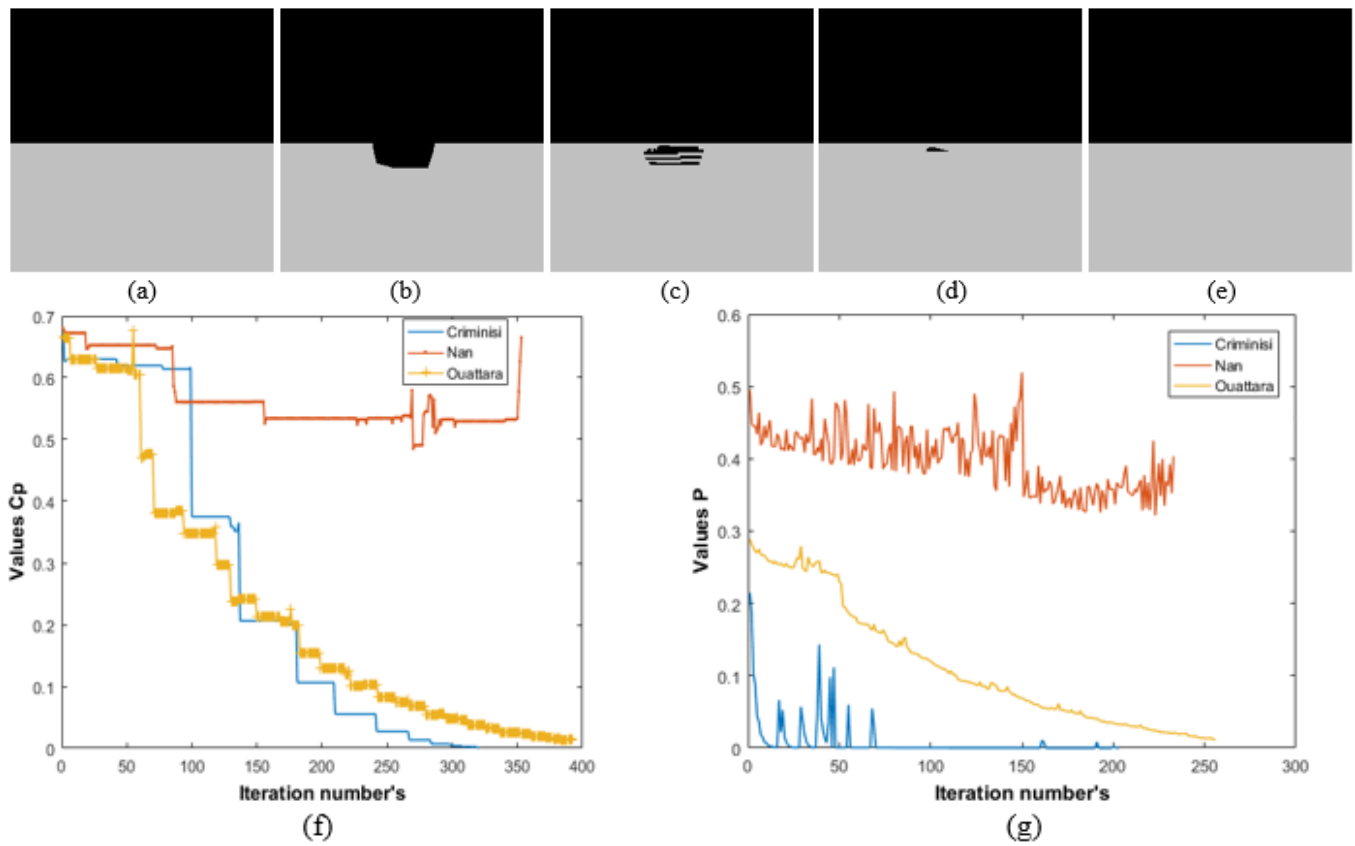 (a) (b) (c) (d) (e)
0.7
0.6
0.5
0.4
0.3
0.2
0.1
0
Values Cp
Criminisi
Nan
Ouattara
0 50 100 150 200 250 300 350 400
Iteration number's
(f)
0.6
0.5
0.4
0.3
0.2
0.1
0
Values P
Criminisi
Nan
Ouattara
0 50 100 150 200 250 300
Iteration number's
(g)